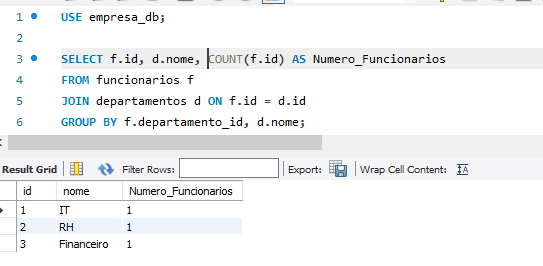 1 USE empresa_db;
2
3 SELECT f.id, d.nome, COUNT(f.id) AS Numero_Funcionarios
4 FROM funcionarios f
5 JOIN departamentos d ON f.id = d.id
6 GROUP BY f.departamento_id, d.nome;
Result Grid Filter Rows: Export: Wrap Cell Content:
id nome Numero_Funcionarios
1 IT 1
2 RH 1
3 Financeiro 1